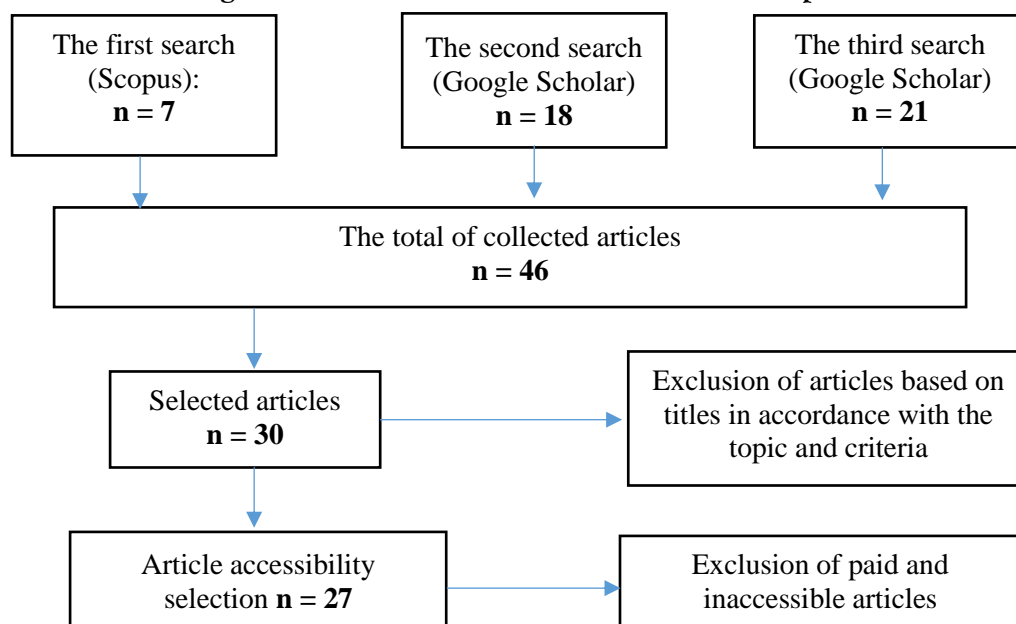 The first search
(Scopus):
n = 7
The second search
(Google Scholar)
n = 18
The third search
(Google Scholar)
n = 21
The total of collected articles
n = 46
Selected articles
n = 30
Exclusion of articles based on
titles in accordance with the
topic and criteria
Article accessibility
selection n = 27
Exclusion of paid and
inaccessible articles